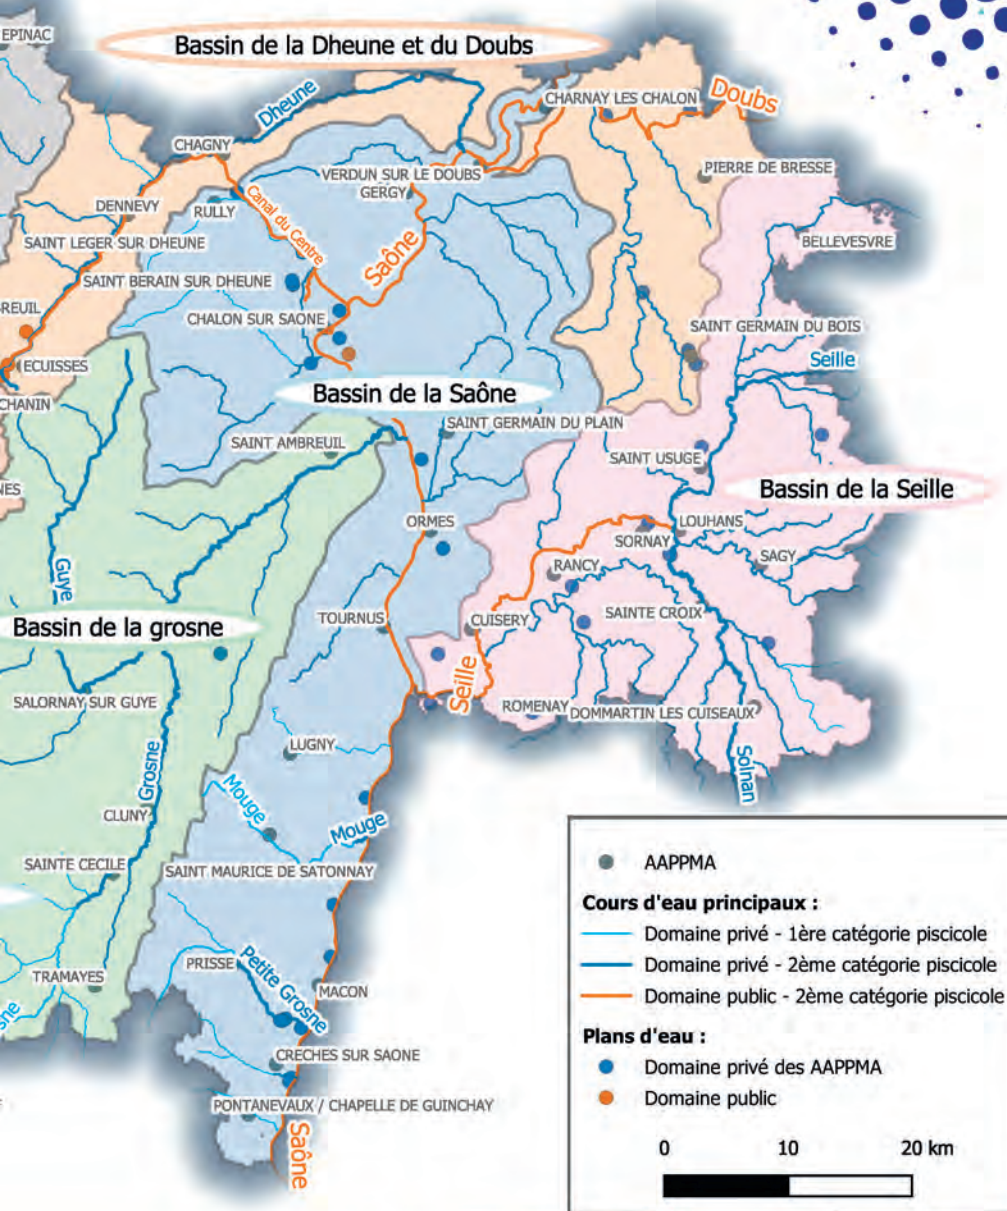 EPINAC
Bassin de la Dheune et du Doubs
Dheune
CHARNAY LES CHALON
Doubs
CHAGNY
VERDUN SUR LE DOUBS
GERGY
PIERRE DE BRESSE
DENNEVY
RULLY
Canal du Centre
Saône
BELLEVESVRE
SAINT LEGER SUR DHEUNE
SAINT BERAIN SUR DHEUNE
REUIL
CHALON SUR SAONE
SAINT GERMAIN DU BOIS
Seille
ECUISSES
CHANIN
Bassin de la Saône
SAINT GERMAIN DU PLAIN
SAINT AMBREUIL
SAINT USUGE
NES
Bassin de la Seille
ORMES
LOUHANS
SORNAY
SAGY
RANCY
Guye
SAINTE CROIX
TOURNUS
CUISERY
Bassin de la grosne
Seille
SALORNAY SUR GUYE
ROMENAY
DOMMARTIN LES CUISEAUX
LUGNY
Grosne
Solnan
Mouge
CLUNY
Mouge
SAINTE CECILE
SAINT MAURICE DE SATONNAY
PRISSE
Petite Grosne
TRAMAYES
MACON
sne
CRECHES SUR SAONE
PONTANEVAUX / CHAPELLE DE GUINCHAY
Saône
AAPPMA
Cours d'eau principaux :
Domaine privé - 1ère catégorie piscicole
Domaine privé - 2ème catégorie piscicole
Domaine public - 2ème catégorie piscicole
Plans d'eau :
Domaine privé des AAPPMA
Domaine public
0 10 20 km